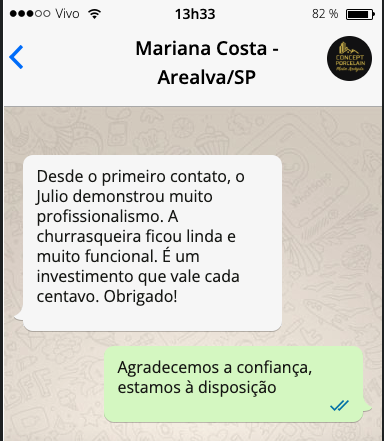 Vivo 13h33 82 %
Mariana Costa -
Arealva/SP
CONCEPT
PORCELAIN
Desde o primeiro contato, o
Julio demonstrou muito
profissionalismo. A
churrasqueira ficou linda e
muito funcional. É um
investimento que vale cada
centavo. Obrigado!
Agradecemos a confiança,
estamos à disposição